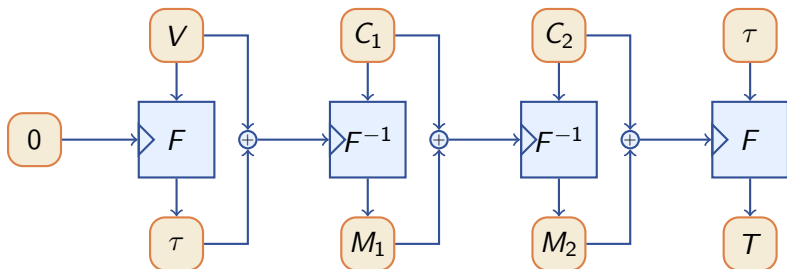 V C₁ C₂ τ
0 F F⁻¹ F⁻¹ F
τ M₁ M₂ T